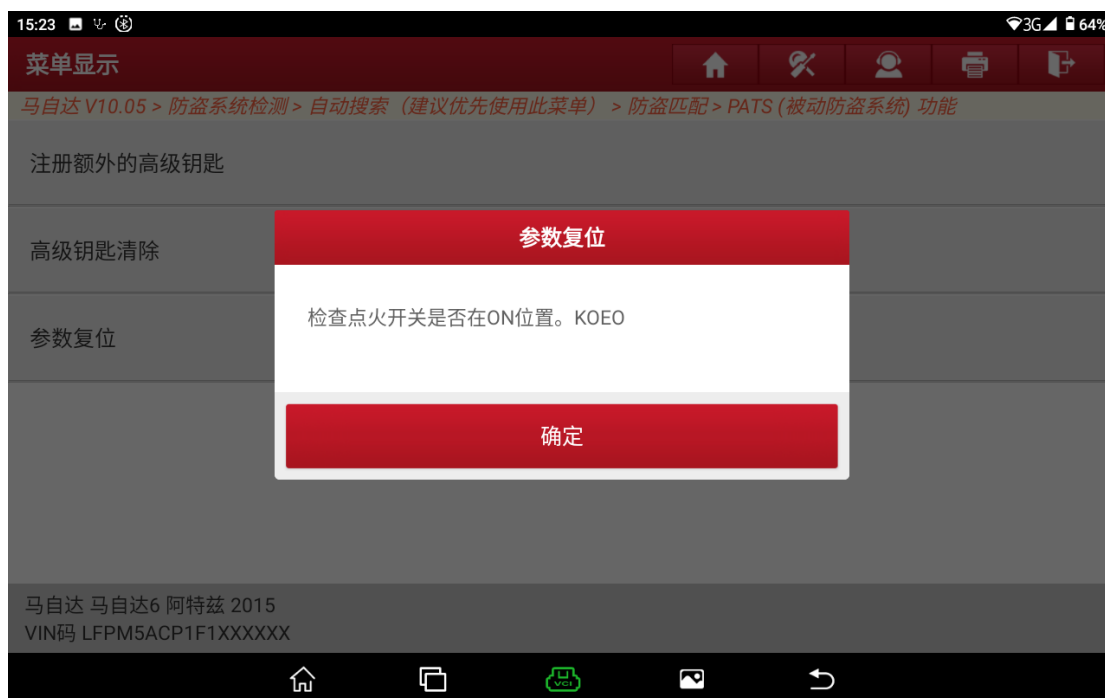 15:23 3G 64%
菜单显示
马自达 V10.05 > 防盗系统检测 > 自动搜索（建议优先使用此菜单） > 防盗匹配 > PATS (被动防盗系统) 功能
注册额外的高级钥匙
高级钥匙清除
参数复位
参数复位
检查点火开关是否在ON位置。KOEO
确定
马自达 马自达6 阿特兹 2015
VIN码 LFPM5ACP1F1XXXXXX
VCI